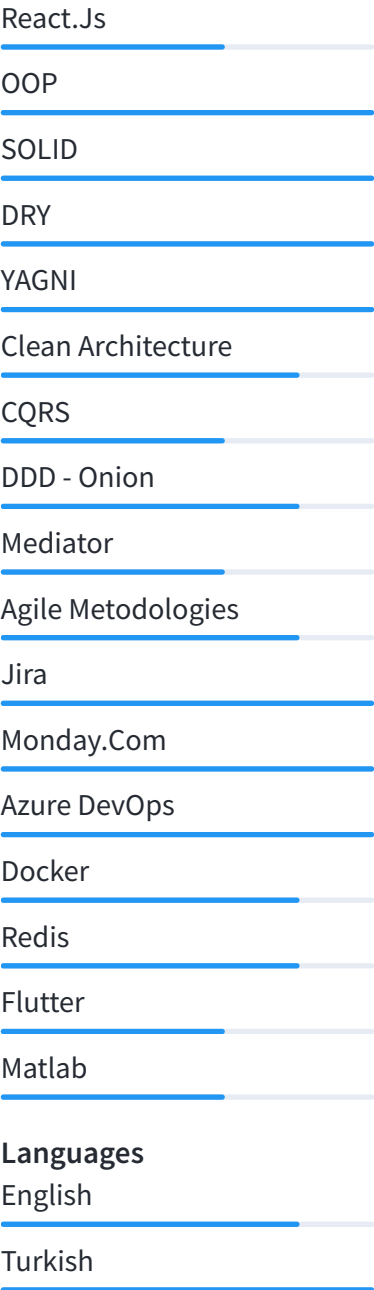 React.Js
OOP
SOLID
DRY
YAGNI
Clean Architecture
CQRS
DDD - Onion
Mediator
Agile Metodologies
Jira
Monday.Com
Azure DevOps
Docker
Redis
Flutter
Matlab
Languages
English
Turkish